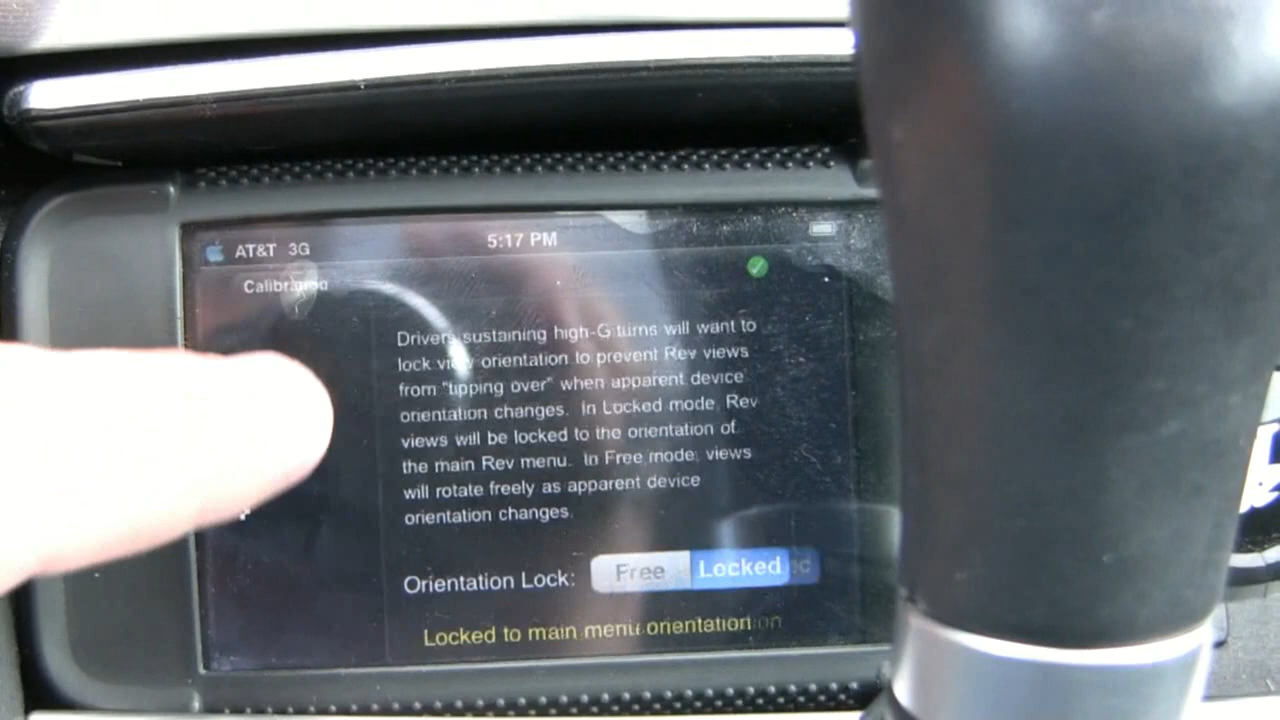 AT&T 3G 5:17 PM
Calibration
Drivers sustaining high-G turns will want to
lock view orientation to prevent Rev views
from "tipping over" when apparent device
orientation changes. In Locked mode, Rev
views will be locked to the orientation of
the main Rev menu. In Free mode, views
will rotate freely as apparent device
orientation changes.
Orientation Lock: Free Locked
Locked to main menu orientation